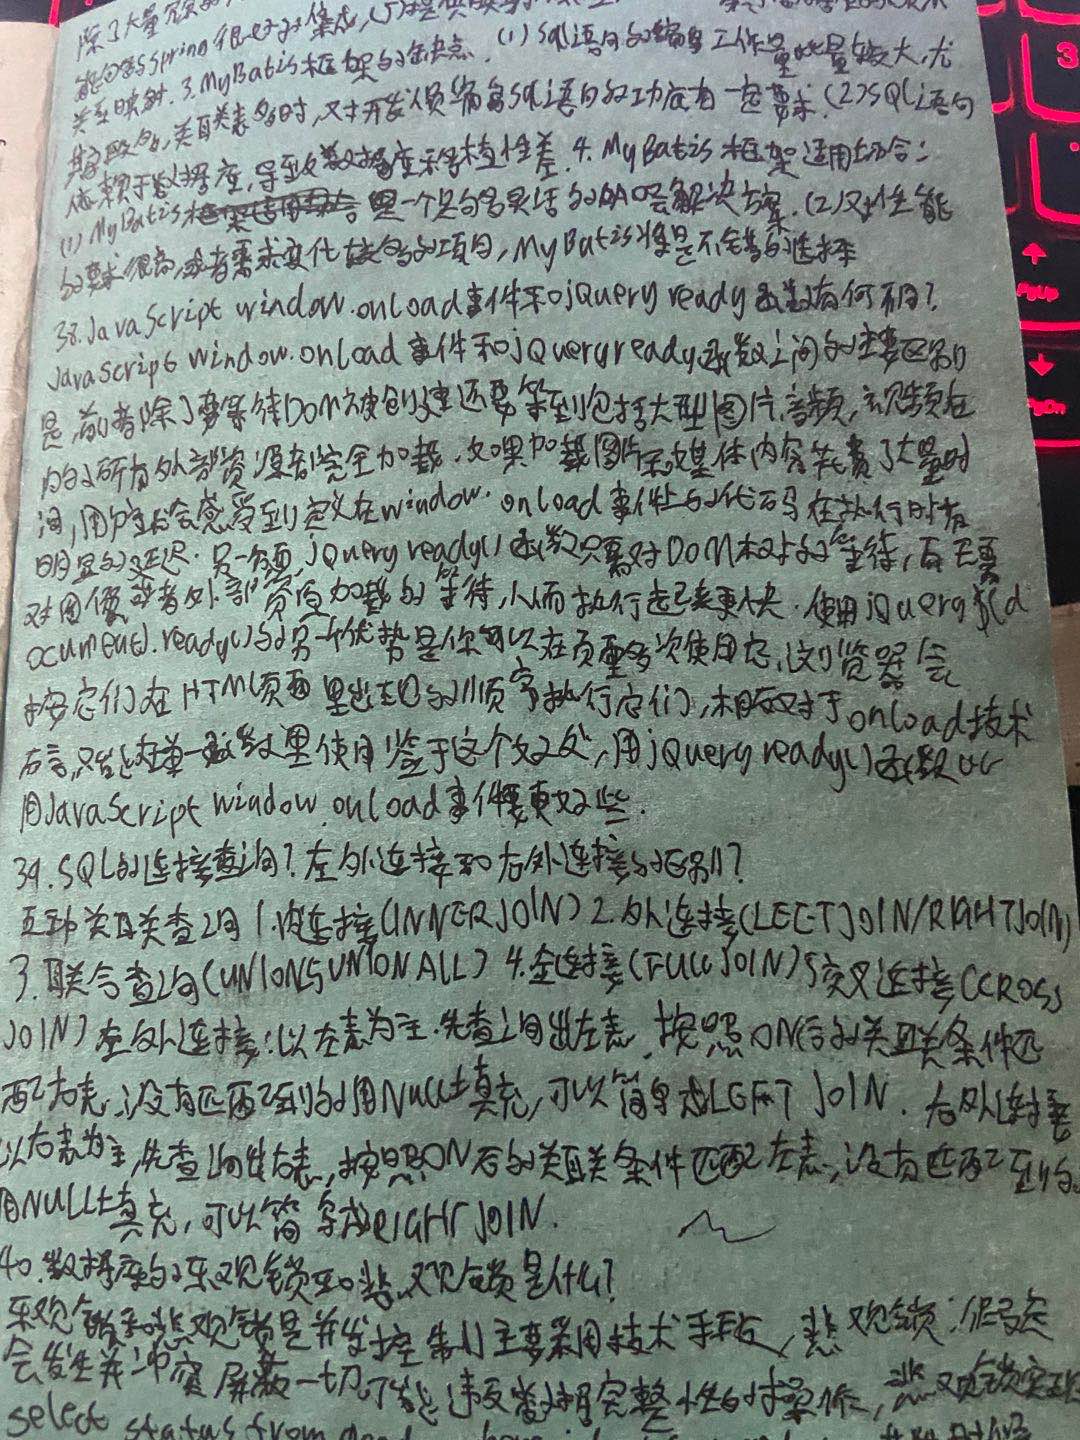 除了大量冗余的
能够与Spring很好的集成,(5)提供映射
关系映射.3.MyBatis框架的缺点.(1)SQL语句的编写工作量比量较大,尤
其字段多,关联表多时,对开发人员编写SQL语句的功底有一定要求.(2)SQL语句
依赖于数据库,导致数据库移植性差.4.MyBatis框架适用场合:
(1)MyBatis是一个足够灵活的DAO层解决方案.(2)对性能
的要求很高,或者需求变化较多的项目,MyBatis将是不错的选择
38.JavaScript window.onload事件和jQuery ready函数有何不同?
JavaScript window.onload事件和jQuery ready函数之间的主要区别
是,前者除了要等待DOM被创建还要等到包括大型图片,音频,视频在
内的所有外部资源都完全加载.如果加载图片和媒体内容花费了大量时
间,用户就会感受到定义在window.onload事件上的代码在执行时有
明显的延迟.另一方面,jQuery ready()函数只需对DOM树的等待,而无需
对图像或者外部资源加载的等待,从而执行起来更快.使用jQuery $(d
ocument).ready()的另一个优势是你可以在页面多次使用它,浏览器会
按它们在HTML页面里出现的顺序执行它们,相反对于onload技术
而言,只能在单一函数里使用.鉴于这个好处,用jQuery ready()函数比
用JavaScript window.onload事件要更好些.
39.SQL的连接查询?左外连接和右外连接的区别?
五种关联关查询 1.内连接(INNER JOIN) 2.外连接(LEFT JOIN/RIGHT JOIN)
3.联合查询(UNION与UNION ALL) 4.全连接(FULL JOIN) 5交叉连接(CROSS
JOIN) 左外连接:以左表为主.先查询出左表,按照ON后的关联条件匹
配右表,没有匹配到的用NULL填充,可以简写成LEFT JOIN.右外连接
以右表为主,先查询出右表,按照ON后的关联条件匹配左表,没有匹配到的
用NULL填充,可以简写成RIGHT JOIN.
40.数据库的乐观锁和悲观锁是什么?
乐观锁和悲观锁是并发控制主要采用技术手段,悲观锁:假定
会发生并冲突,屏蔽一切可能违反数据完整性的操作,悲观锁实现
select status from